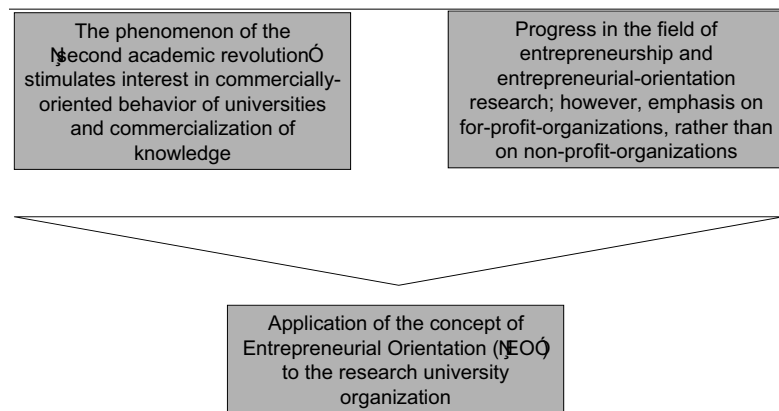 The phenomenon of the
Ņşecond academic revolutionÓ
stimulates interest in commercially-
oriented behavior of universities
and commercialization of
knowledge
Progress in the field of
entrepreneurship and
entrepreneurial-orientation
research; however, emphasis on
for-profit-organizations, rather than
on non-profit-organizations
Application of the concept of
Entrepreneurial Orientation (ŅEOÓ)
to the research university
organization